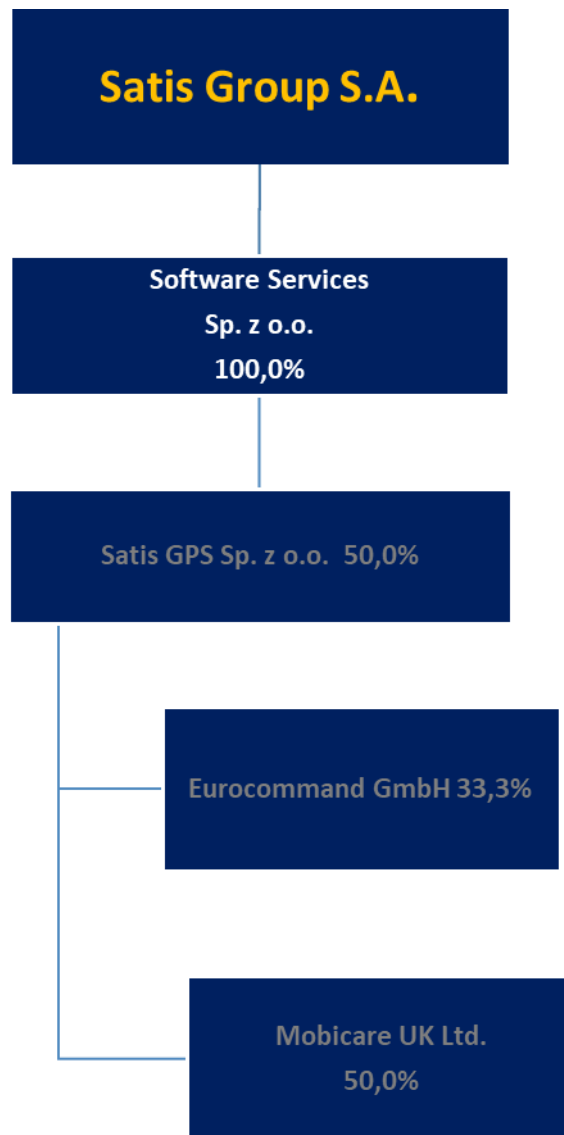 Satis Group S.A.
Software Services
Sp. z o.o.
100,0%
Satis GPS Sp. z o.o. 50,0%
Eurocommand GmbH 33,3%
Mobicare UK Ltd.
50,0%